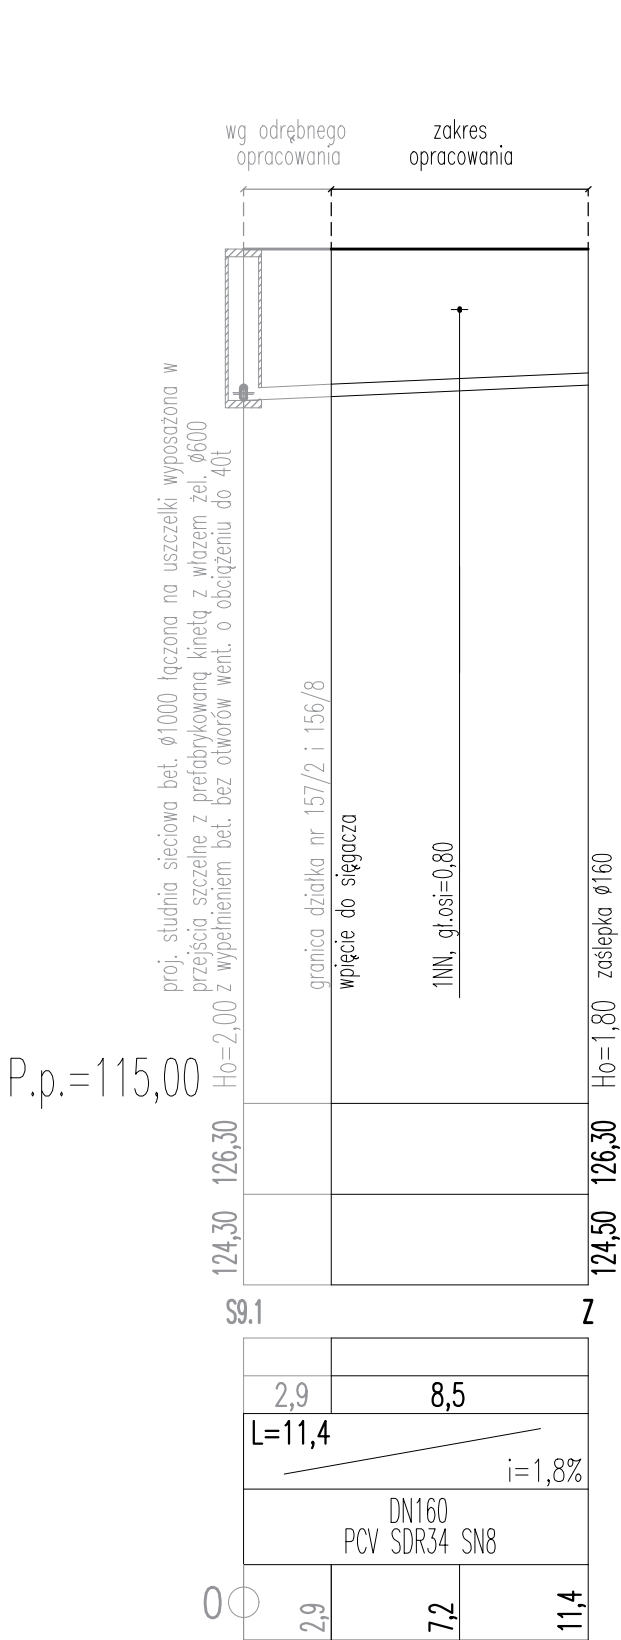 wg odrębnego
opracowania
zakres
opracowania
proj. studnia sieciowa bet. ø1000 łączona na uszczelki wyposażona w
przejścia szczelne z prefabrykowaną kinetą z włazem żel. ø600
z wypełnieniem bet. bez otworów went. o obciążeniu do 40t
granica działka nr 157/2 i 156/8
wpięcie do sięgacza
1NN, gł.osi=0,80
zaślepka ø160
Ho=2,00
Ho=1,80
P.p.=115,00
126,30
126,30
124,30
124,50
S9.1
Z
2,9
8,5
L=11,4
i=1,8%
DN160
PCV SDR34 SN8
0
2,9
7,2
11,4